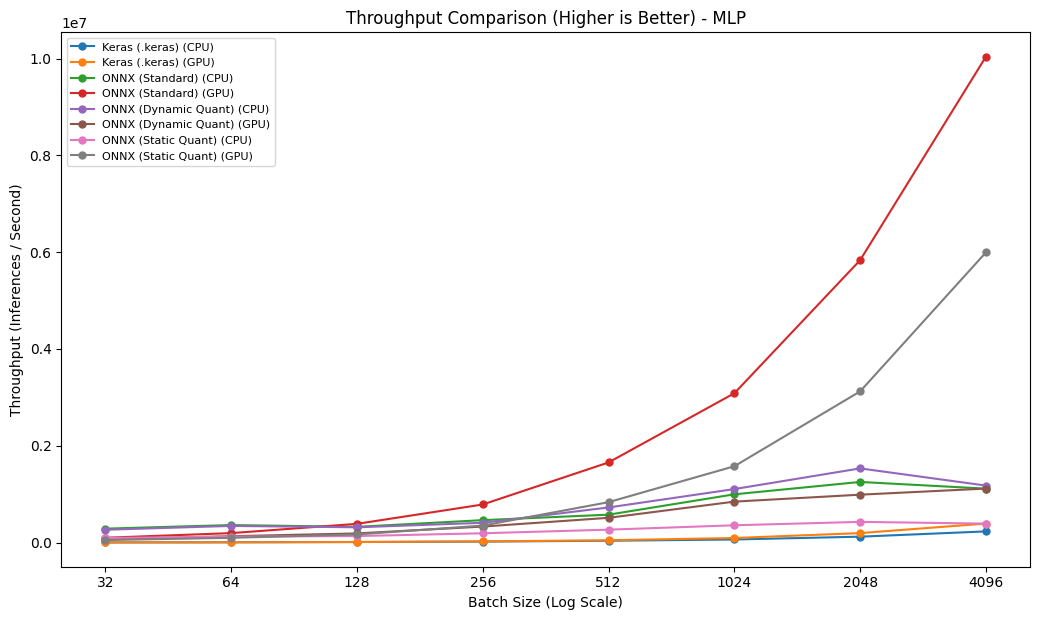 Throughput Comparison (Higher is Better) - MLP
1e7
Keras (.keras) (CPU)
Keras (.keras) (GPU)
ONNX (Standard) (CPU)
ONNX (Standard) (GPU)
ONNX (Dynamic Quant) (CPU)
ONNX (Dynamic Quant) (GPU)
ONNX (Static Quant) (CPU)
ONNX (Static Quant) (GPU)
Throughput (Inferences / Second)
1.0
0.8
0.6
0.4
0.2
0.0
32 64 128 256 512 1024 2048 4096
Batch Size (Log Scale)